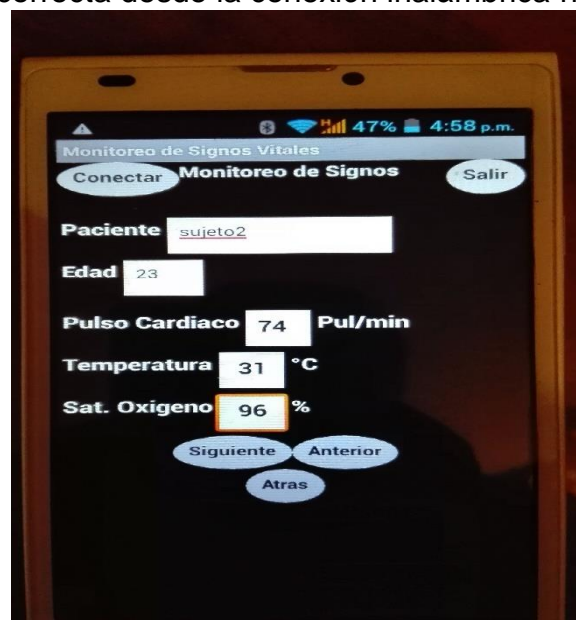 47% 4:58 p.m.
Monitoreo de Signos Vitales
Conectar Monitoreo de Signos Salir
Paciente sujeto2
Edad 23
Pulso Cardiaco 74 Pul/min
Temperatura 31 °C
Sat. Oxigeno 96 %
Siguiente Anterior
Atras